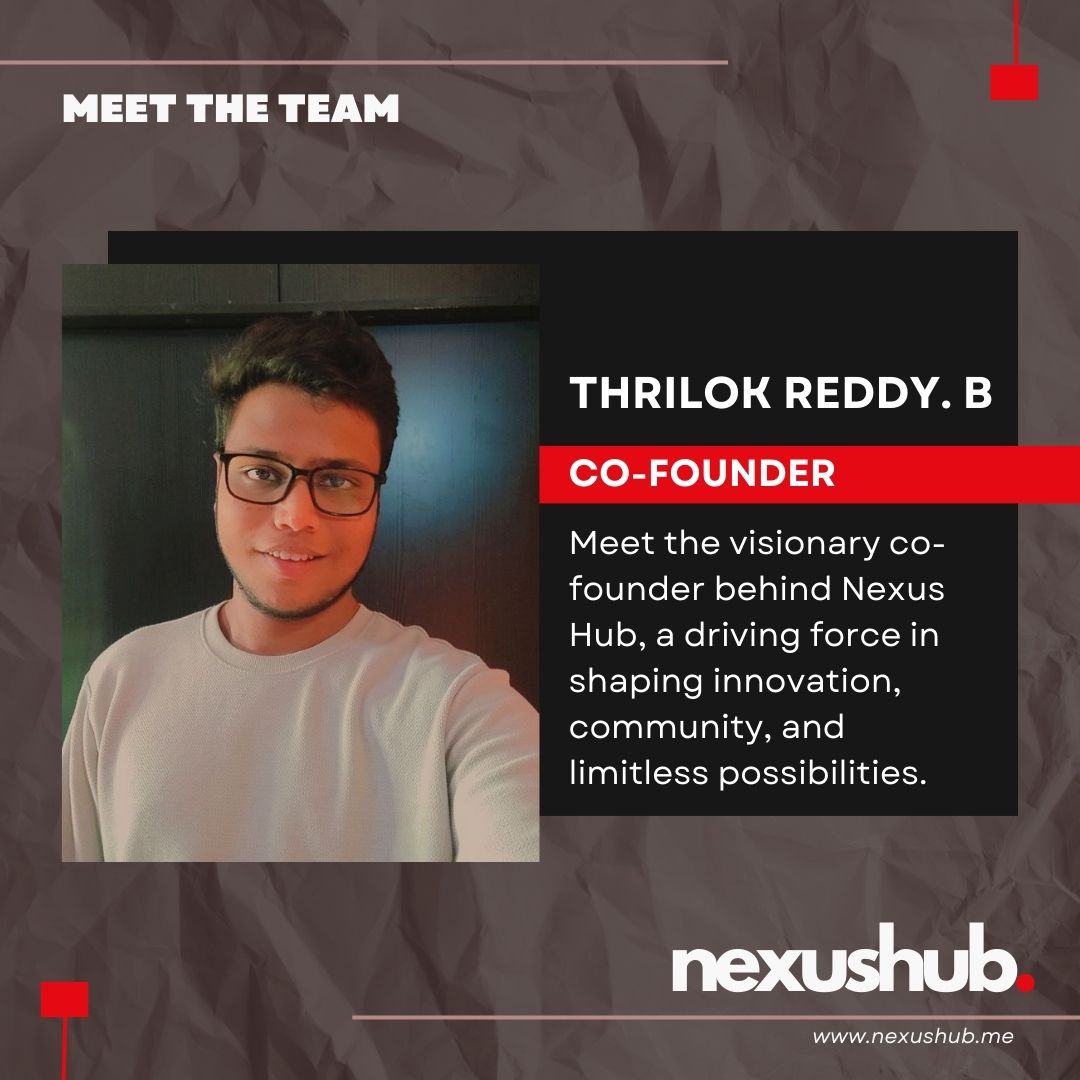 MEET THE TEAM
THRILOK REDDY. B
CO-FOUNDER
Meet the visionary co-
founder behind Nexus
Hub, a driving force in
shaping innovation,
community, and
limitless possibilities.
nexushub.
www.nexushub.me